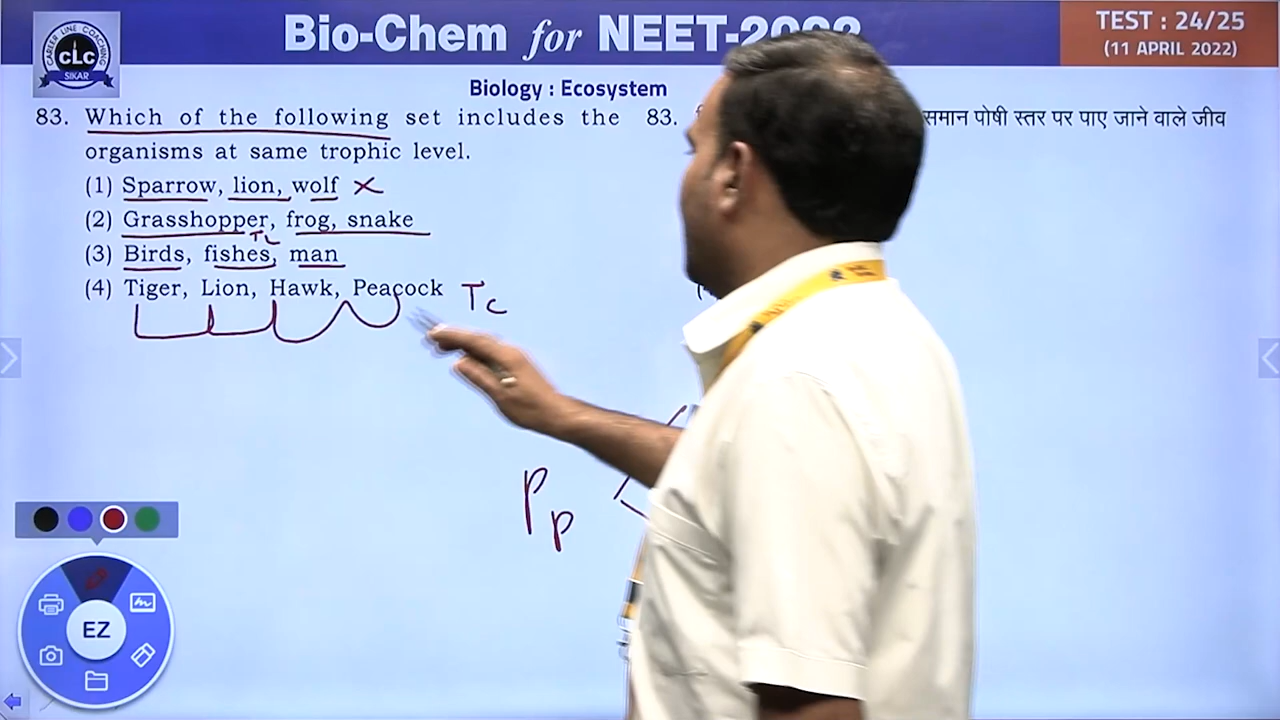 CAREER LINE COACHING
CLC
SIKAR
Bio-Chem for NEET-2022
TEST : 24/25
(11 APRIL 2022)
Biology : Ecosystem
83. Which of the following set includes the
organisms at same trophic level.
(1) Sparrow, lion, wolf ×
(2) Grasshopper, frog, snake
Tc
(3) Birds, fishes, man
(4) Tiger, Lion, Hawk, Peacock Tc
83.
समान पोषी स्तर पर पाए जाने वाले जीव
Pp
EZ